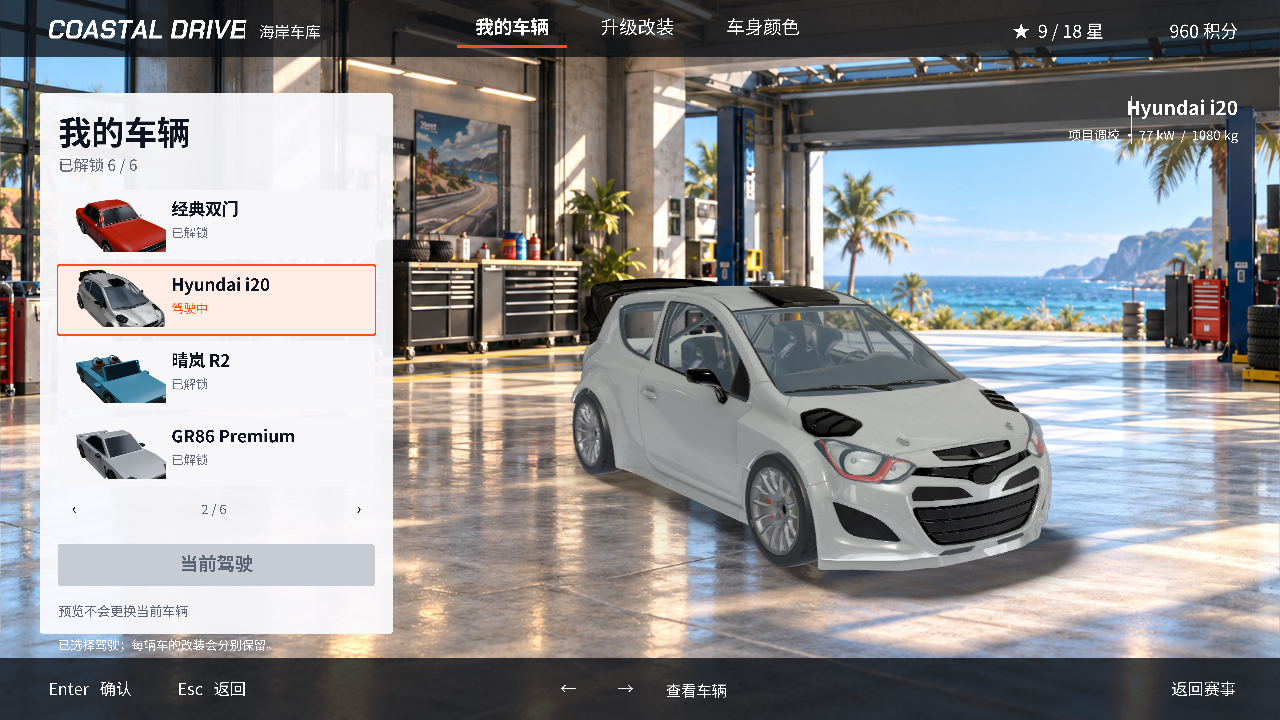 COASTAL DRIVE 海岸车库
我的车辆 升级改装 车身颜色
★ 9 / 18 星 960 积分
Hyundai i20
项目调校 · 77 kW / 1080 kg
我的车辆
已解锁 6 / 6
经典双门
已解锁
Hyundai i20
驾驶中
晴岚 R2
已解锁
GR86 Premium
已解锁
‹ 2 / 6 ›
当前驾驶
预览不会更换当前车辆
已选择驾驶；每辆车的改装会分别保留。
Enter 确认 Esc 返回 ← → 查看车辆 返回赛事